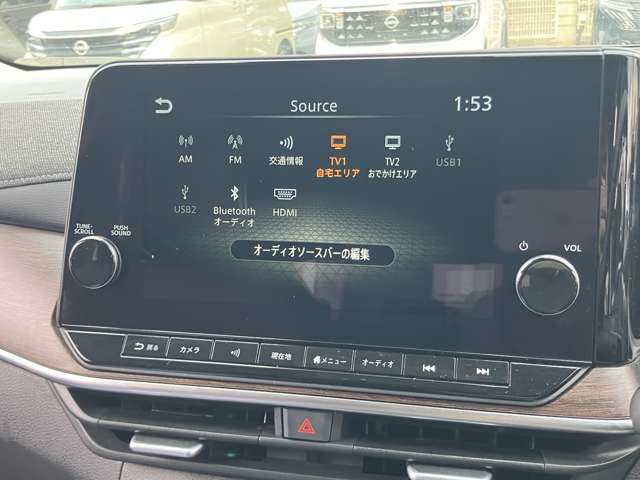 Source
1:53
AM
FM
交通情報
TV1
自宅エリア
TV2
おでかけエリア
USB1
USB2
Bluetooth
オーディオ
HDMI
オーディオソースバーの編集
TUNE・
SCROLL
PUSH
SOUND
VOL
戻る
カメラ
現在地
メニュー
オーディオ